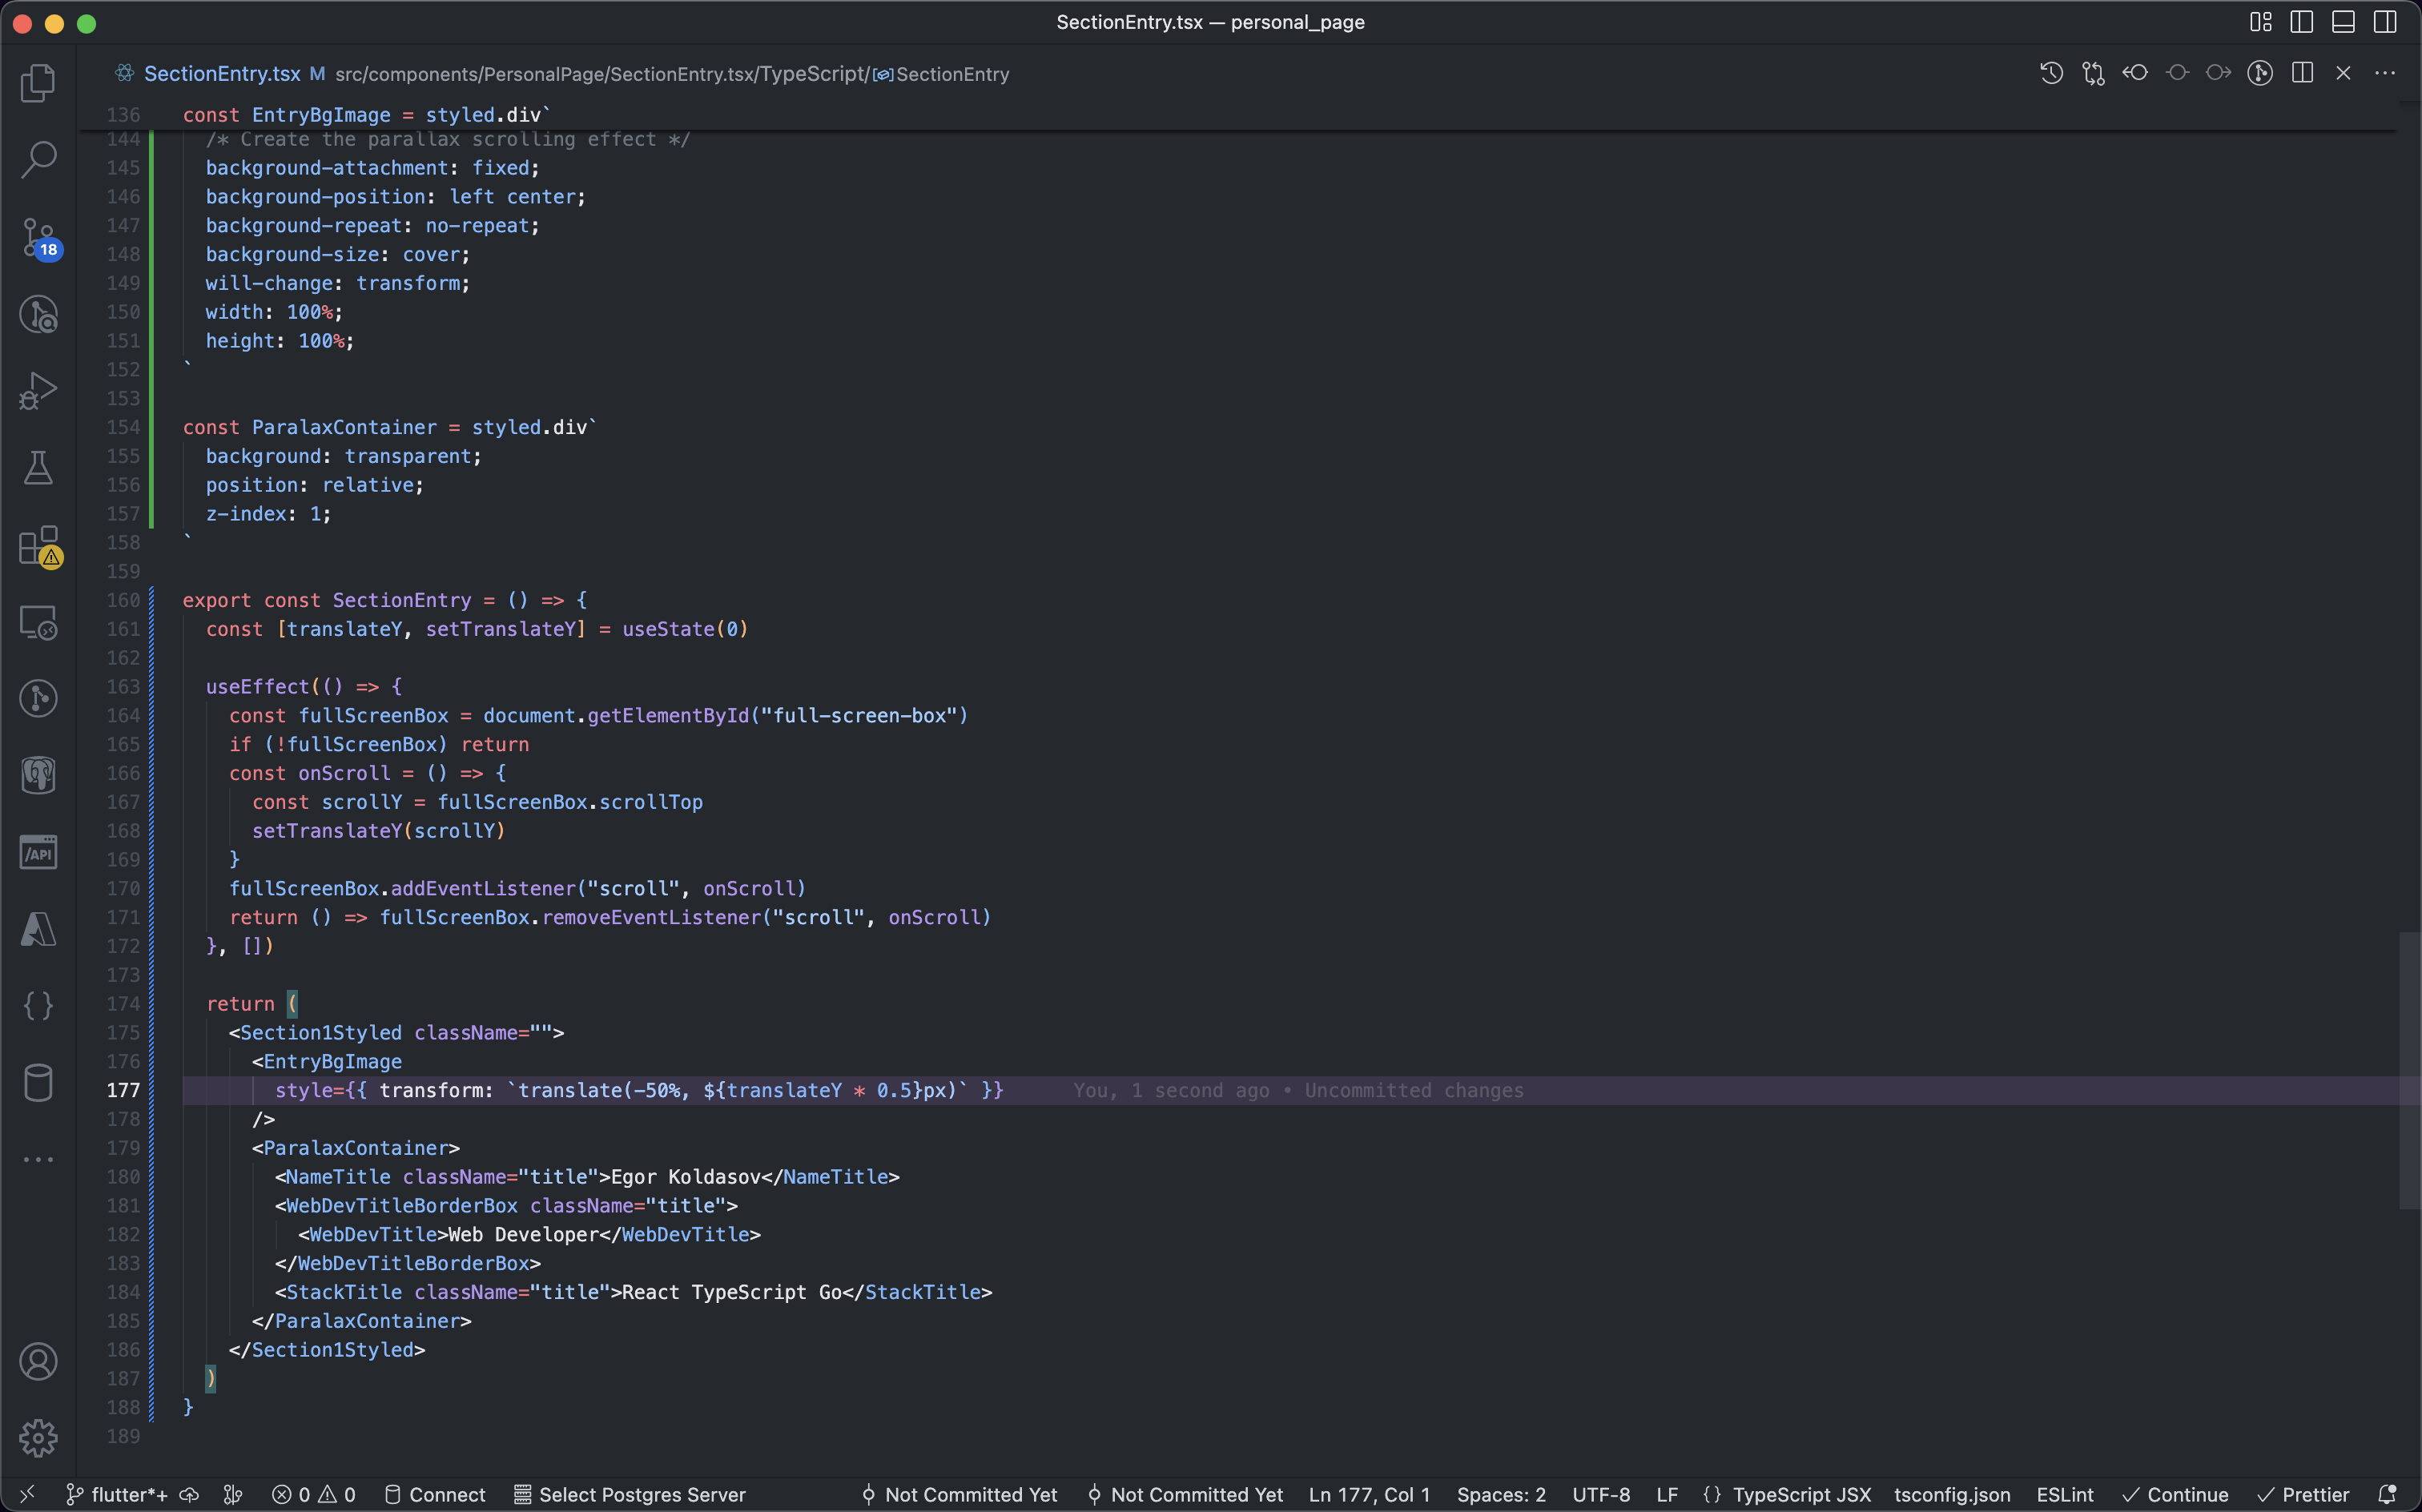 SectionEntry.tsx — personal_page
SectionEntry.tsx M src/components/PersonalPage/SectionEntry.tsx/TypeScript/SectionEntry
136 const EntryBgImage = styled.div`
144 /* Create the parallax scrolling effect */
145 background-attachment: fixed;
146 background-position: left center;
147 background-repeat: no-repeat;
148 background-size: cover;
149 will-change: transform;
150 width: 100%;
151 height: 100%;
152 `
153
154 const ParalaxContainer = styled.div`
155 background: transparent;
156 position: relative;
157 z-index: 1;
158 `
159
160 export const SectionEntry = () => {
161 const [translateY, setTranslateY] = useState(0)
162
163 useEffect(() => {
164 const fullScreenBox = document.getElementById("full-screen-box")
165 if (!fullScreenBox) return
166 const onScroll = () => {
167 const scrollY = fullScreenBox.scrollTop
168 setTranslateY(scrollY)
169 }
170 fullScreenBox.addEventListener("scroll", onScroll)
171 return () => fullScreenBox.removeEventListener("scroll", onScroll)
172 }, [])
173
174 return (
175 <Section1Styled className="">
176 <EntryBgImage
177 style={{ transform: `translate(-50%, ${translateY * 0.5}px)` }} You, 1 second ago • Uncommitted changes
178 />
179 <ParalaxContainer>
180 <NameTitle className="title">Egor Koldasov</NameTitle>
181 <WebDevTitleBorderBox className="title">
182 <WebDevTitle>Web Developer</WebDevTitle>
183 </WebDevTitleBorderBox>
184 <StackTitle className="title">React TypeScript Go</StackTitle>
185 </ParalaxContainer>
186 </Section1Styled>
187 )
188 }
189
18
/API
flutter*+ 0 0 Connect Select Postgres Server Not Committed Yet Not Committed Yet Ln 177, Col 1 Spaces: 2 UTF-8 LF {} TypeScript JSX tsconfig.json ESLint Continue Prettier